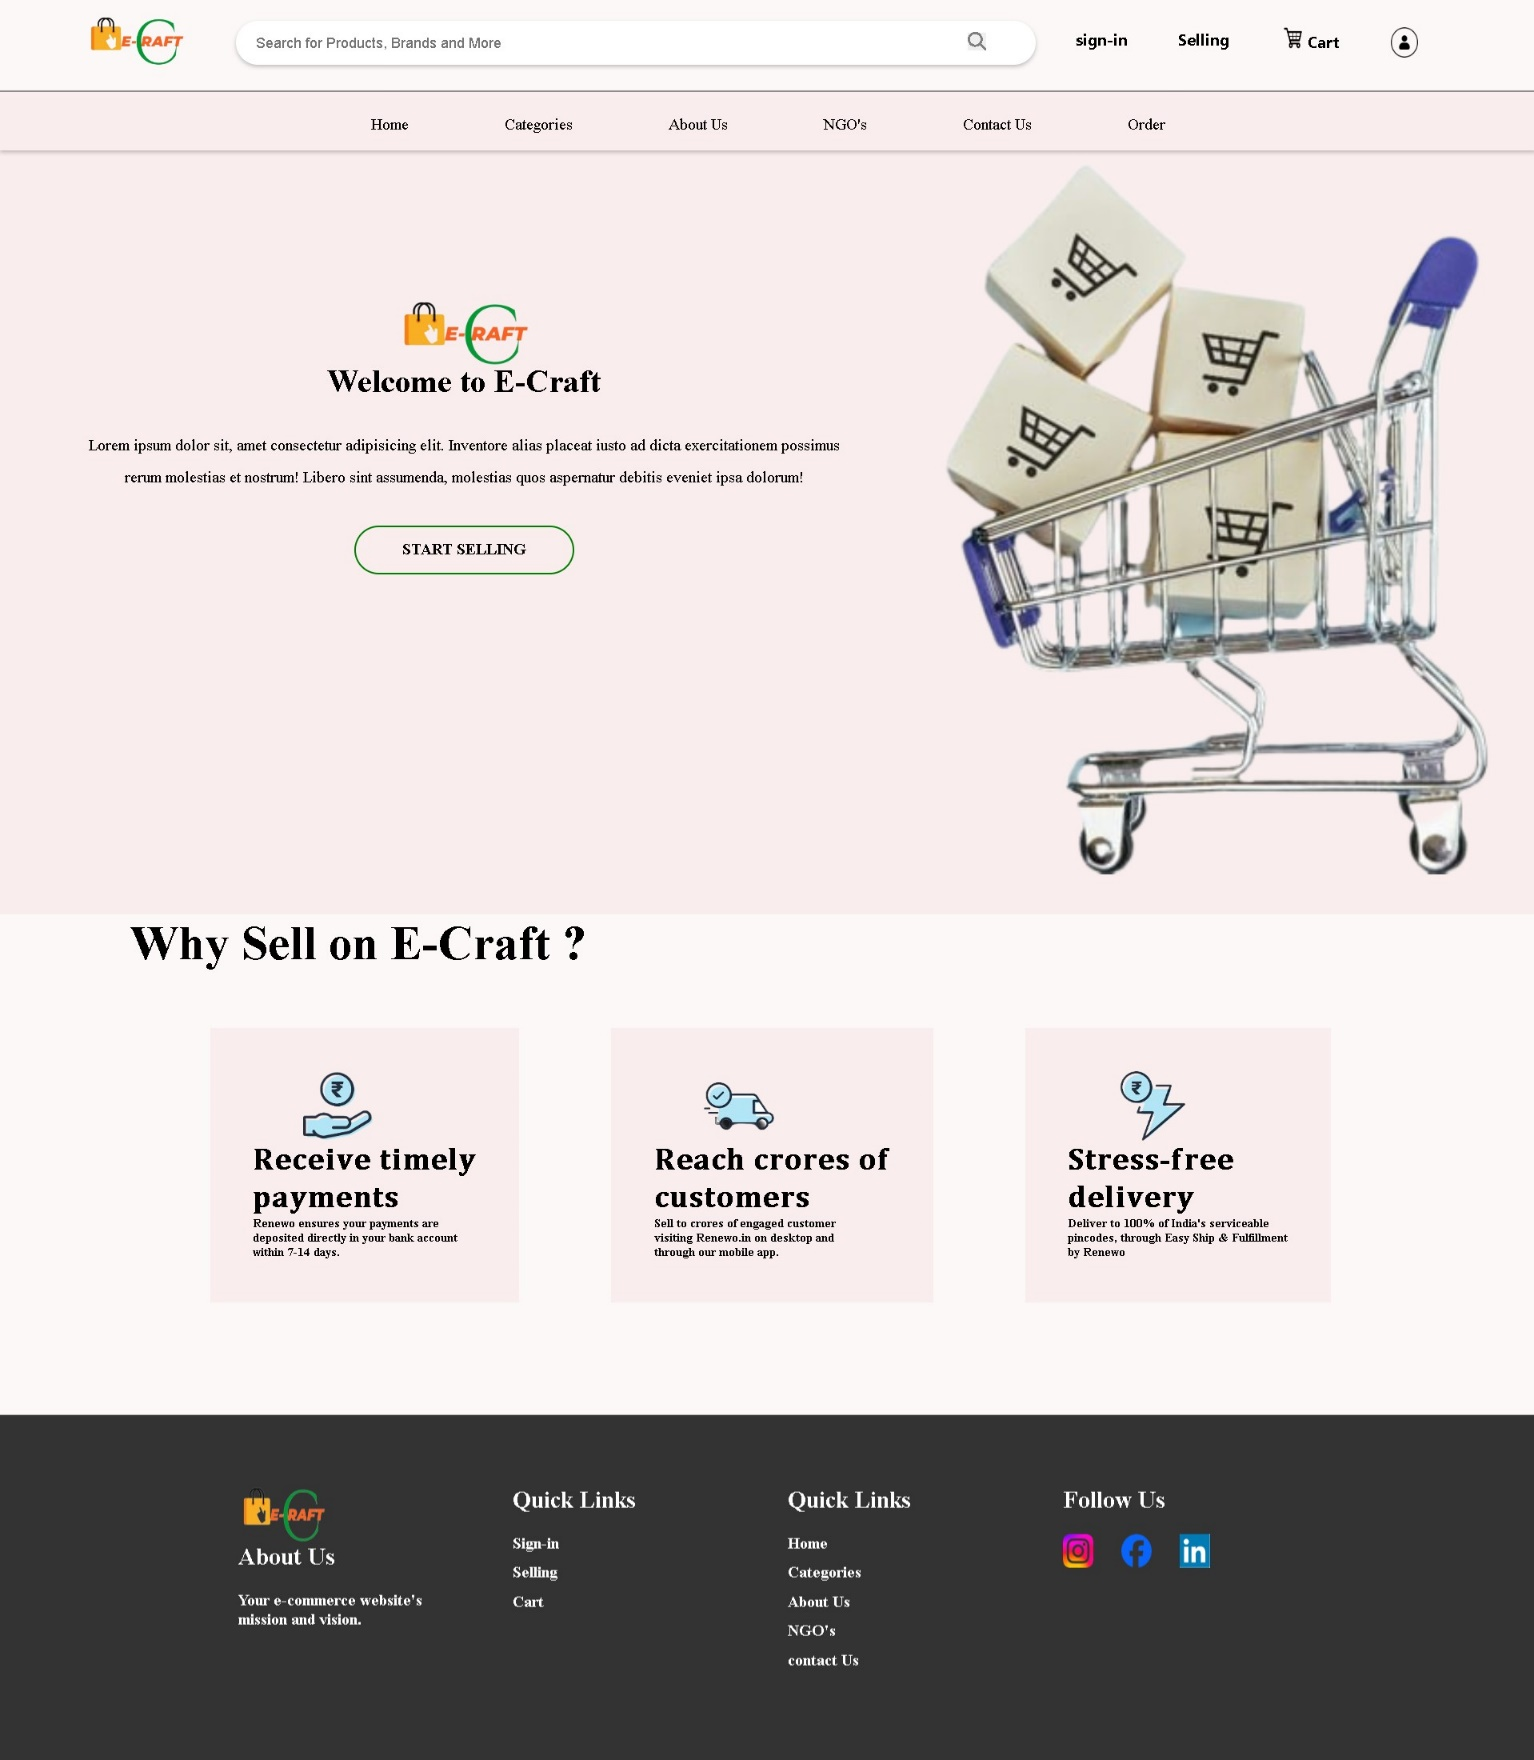 E-CRAFT
Search for Products, Brands and More
sign-in
Selling
Cart
Home
Categories
About Us
NGO's
Contact Us
Order
E-CRAFT
Welcome to E-Craft
Lorem ipsum dolor sit, amet consectetur adipisicing elit. Inventore alias placeat iusto ad dicta exercitationem possimus
rerum molestias et nostrum! Libero sint assumenda, molestias quos aspernatur debitis eveniet ipsa dolorum!
START SELLING
Why Sell on E-Craft ?
₹
Receive timely
payments
Renewo ensures your payments are
deposited directly in your bank account
within 7-14 days.
Reach crores of
customers
Sell to crores of engaged customer
visiting Renewo.in on desktop and
through our mobile app.
₹
Stress-free
delivery
Deliver to 100% of India's serviceable
pincodes, through Easy Ship & Fulfillment
by Renewo
E-CRAFT
About Us
Your e-commerce website's
mission and vision.
Quick Links
Sign-in
Selling
Cart
Quick Links
Home
Categories
About Us
NGO's
contact Us
Follow Us
in